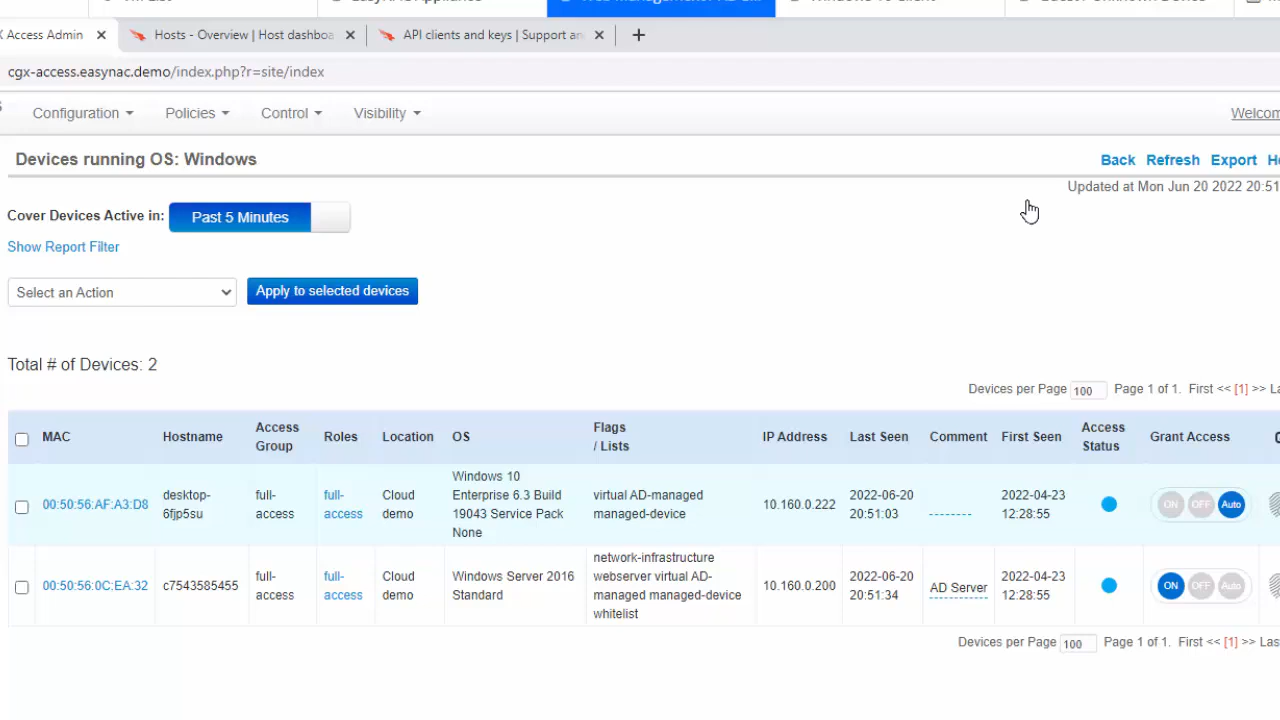 X Access Admin
Hosts - Overview | Host dashboa
API clients and keys | Support an
cgx-access.easynac.demo/index.php?r=site/index
Configuration
Policies
Control
Visibility
Welcom
Devices running OS: Windows
Back Refresh Export He
Updated at Mon Jun 20 2022 20:51
Cover Devices Active in: Past 5 Minutes
Show Report Filter
Select an Action
Apply to selected devices
Total # of Devices: 2
Devices per Page 100 Page 1 of 1. First << [1] >> La
MAC Hostname Access Group Roles Location OS Flags / Lists IP Address Last Seen Comment First Seen Access Status Grant Access
00:50:56:AF:A3:D8 desktop-6fjp5su full-access full-access Cloud demo Windows 10 Enterprise 6.3 Build 19043 Service Pack None virtual AD-managed managed-device 10.160.0.222 2022-06-20 20:51:03 -------- 2022-04-23 12:28:55 ON OFF Auto
00:50:56:0C:EA:32 c7543585455 full-access full-access Cloud demo Windows Server 2016 Standard network-infrastructure webserver virtual AD-managed managed-device whitelist 10.160.0.200 2022-06-20 20:51:34 AD Server 2022-04-23 12:28:55 ON OFF Auto
Devices per Page 100 Page 1 of 1. First << [1] >> Las